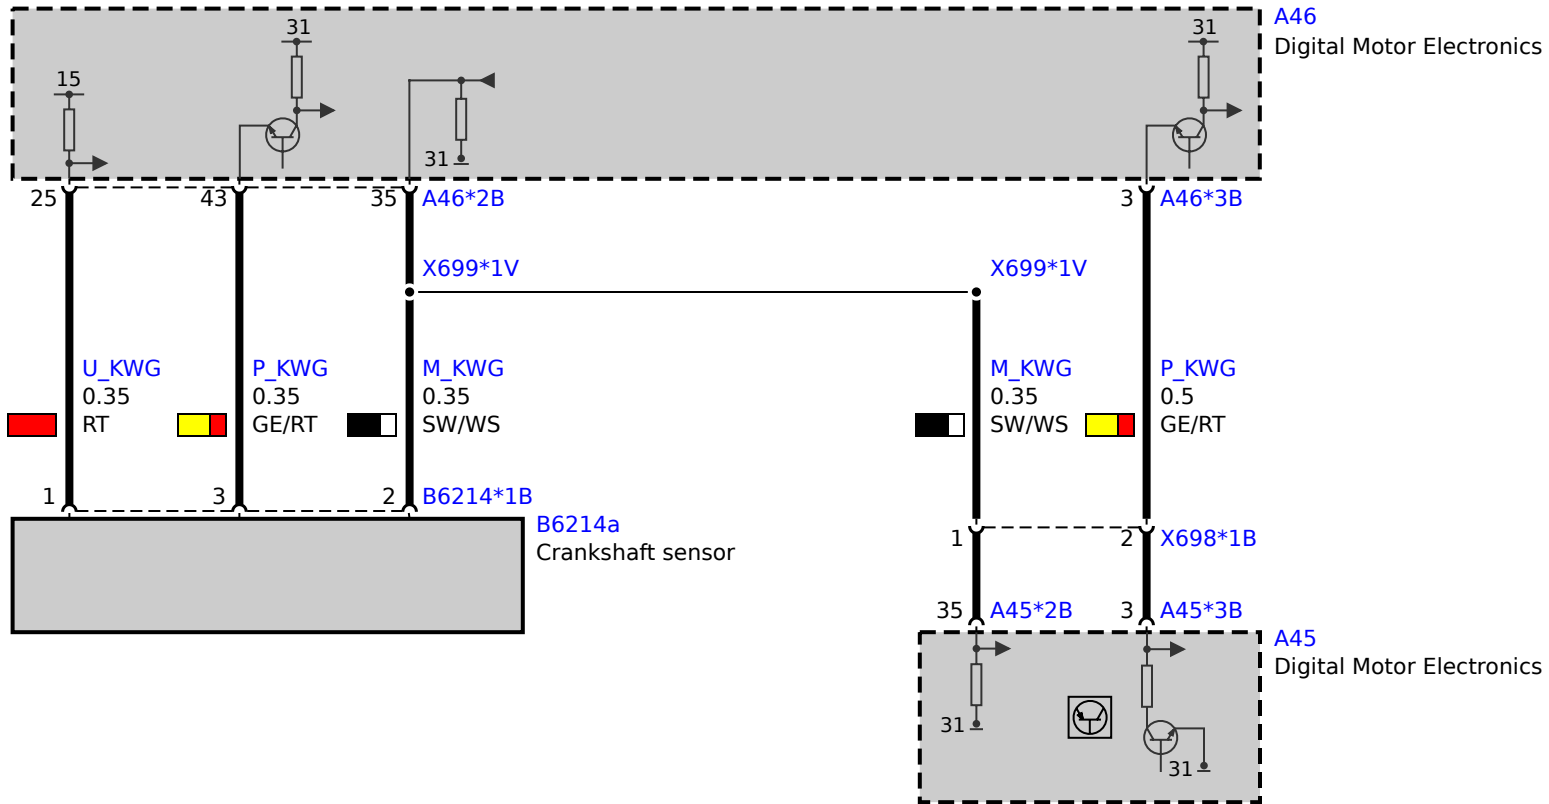 A46
Digital Motor Electronics
31
31
15
31
25
43
35
A46*2B
3
A46*3B
X699*1V
X699*1V
U_KWG
0.35
RT
P_KWG
0.35
GE/RT
M_KWG
0.35
SW/WS
M_KWG
0.35
SW/WS
P_KWG
0.5
GE/RT
1
3
2
B6214*1B
B6214a
Crankshaft sensor
1
2
X698*1B
35
A45*2B
3
A45*3B
A45
Digital Motor Electronics
31
31